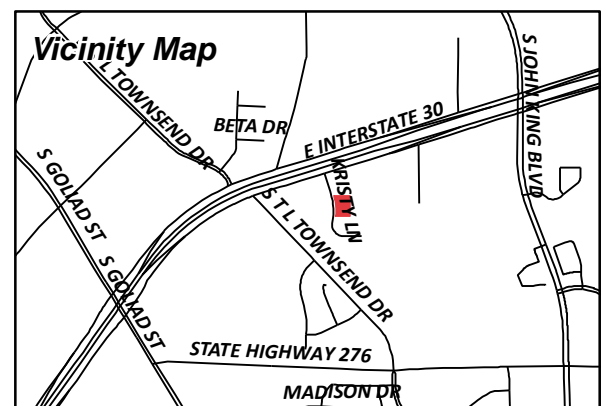 Vicinity Map
L TOWNSEND DR
BETA DR
E INTERSTATE 30
S JOHN KING BLVD
KRISTY LN
S GOLIAD ST
S T L TOWNSEND DR
S GOLIAD ST
STATE HIGHWAY 276
MADISON DR